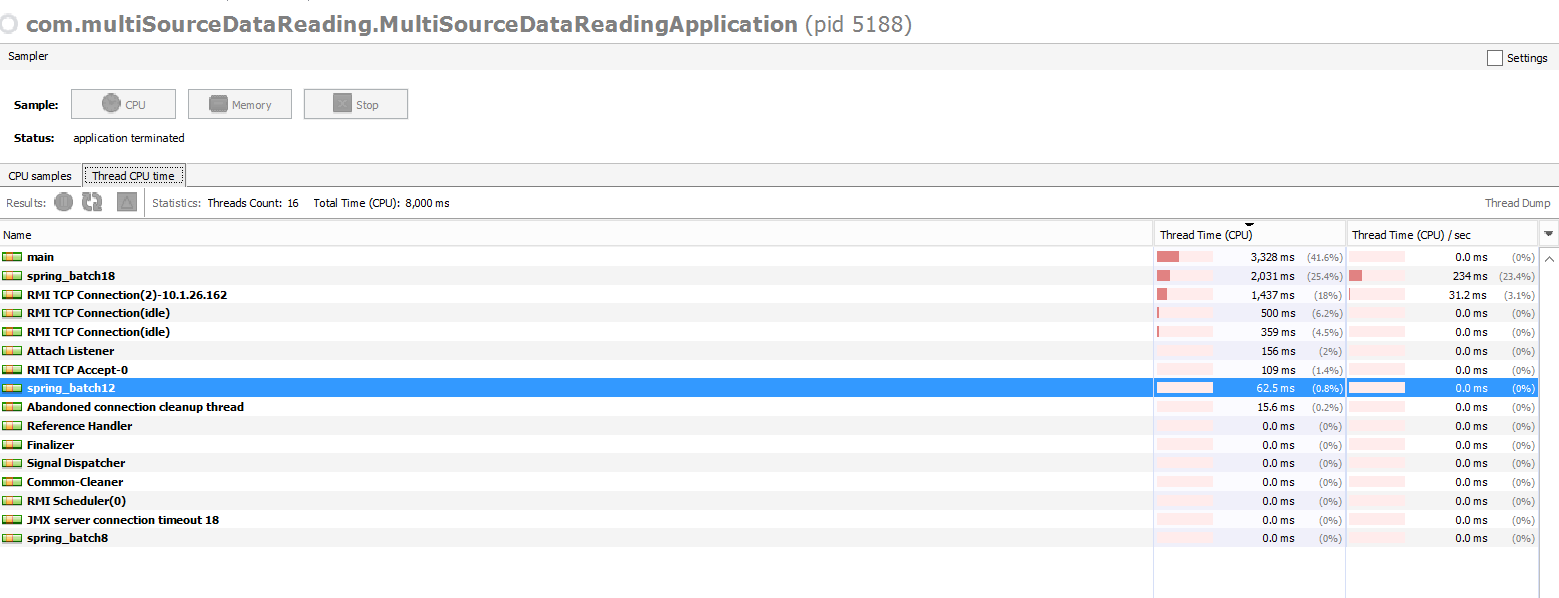 com.multiSourceDataReading.MultiSourceDataReadingApplication (pid 5188)
Sampler Settings
Sample: CPU Memory Stop
Status: application terminated
CPU samples Thread CPU time
Results: Statistics: Threads Count: 16 Total Time (CPU): 8,000 ms Thread Dump
Name Thread Time (CPU) Thread Time (CPU) / sec
main 3,328 ms (41.6%) 0.0 ms (0%)
spring_batch18 2,031 ms (25.4%) 234 ms (23.4%)
RMI TCP Connection(2)-10.1.26.162 1,437 ms (18%) 31.2 ms (3.1%)
RMI TCP Connection(idle) 500 ms (6.2%) 0.0 ms (0%)
RMI TCP Connection(idle) 359 ms (4.5%) 0.0 ms (0%)
Attach Listener 156 ms (2%) 0.0 ms (0%)
RMI TCP Accept-0 109 ms (1.4%) 0.0 ms (0%)
spring_batch12 62.5 ms (0.8%) 0.0 ms (0%)
Abandoned connection cleanup thread 15.6 ms (0.2%) 0.0 ms (0%)
Reference Handler 0.0 ms (0%) 0.0 ms (0%)
Finalizer 0.0 ms (0%) 0.0 ms (0%)
Signal Dispatcher 0.0 ms (0%) 0.0 ms (0%)
Common-Cleaner 0.0 ms (0%) 0.0 ms (0%)
RMI Scheduler(0) 0.0 ms (0%) 0.0 ms (0%)
JMX server connection timeout 18 0.0 ms (0%) 0.0 ms (0%)
spring_batch8 0.0 ms (0%) 0.0 ms (0%)